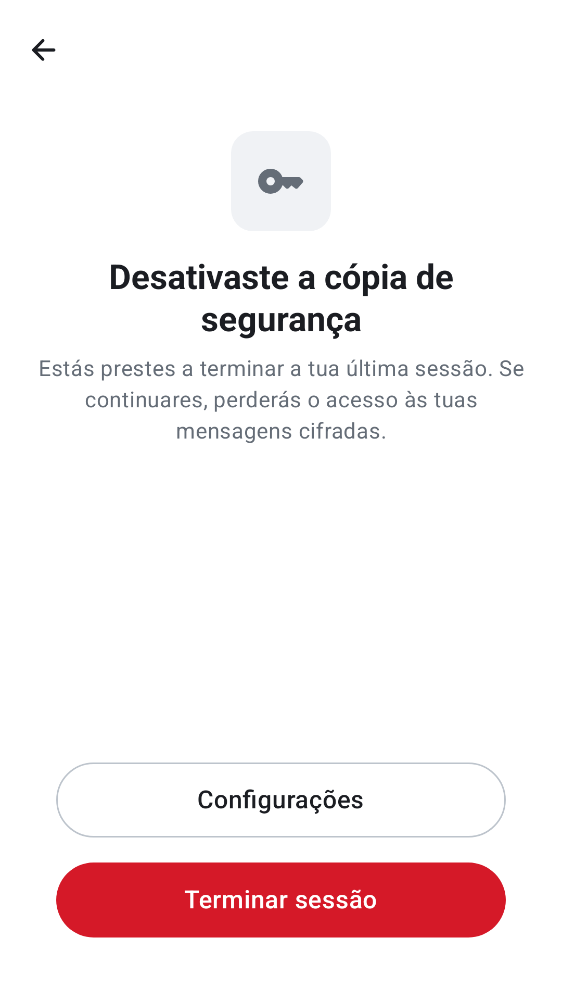 Desativaste a cópia de
segurança
Estás prestes a terminar a tua última sessão. Se
continuares, perderás o acesso às tuas
mensagens cifradas.
Configurações
Terminar sessão